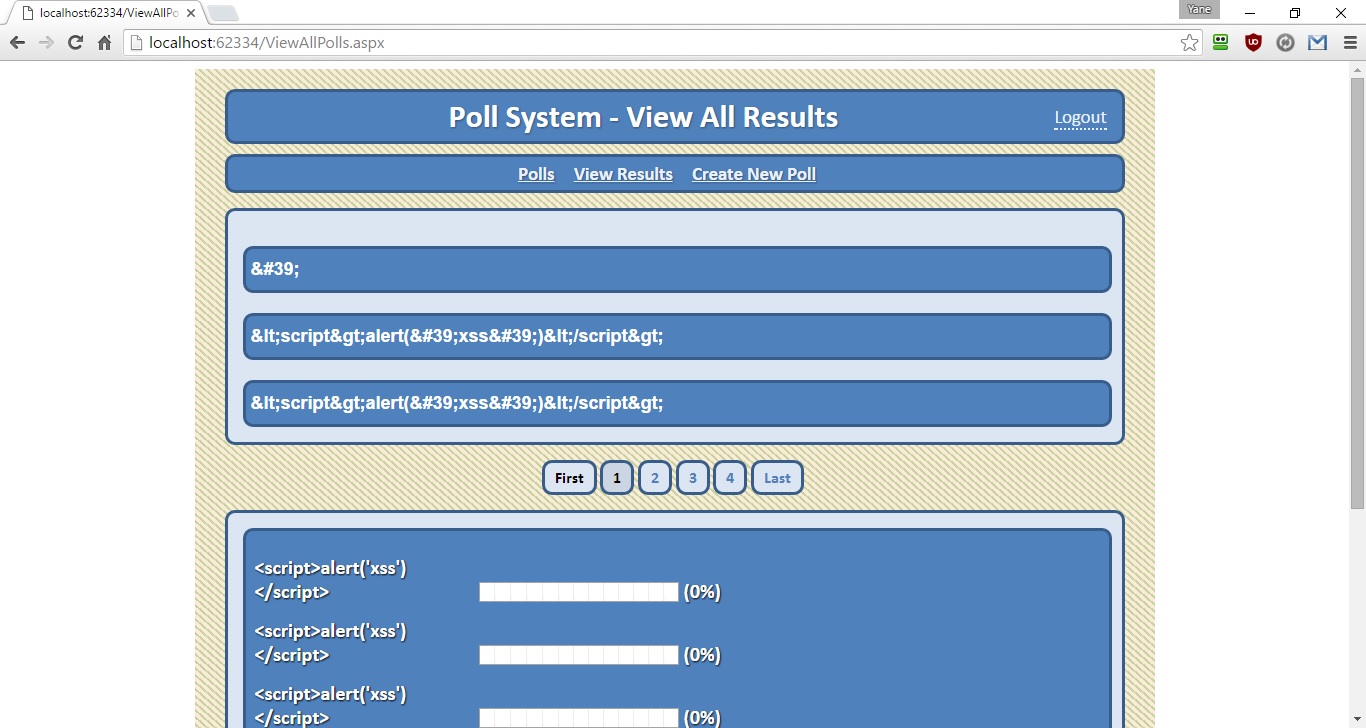 localhost:62334/ViewAllPo
Yane
localhost:62334/ViewAllPolls.aspx
Poll System - View All Results
Logout
Polls View Results Create New Poll
&#39;
&lt;script&gt;alert(&#39;xss&#39;)&lt;/script&gt;
&lt;script&gt;alert(&#39;xss&#39;)&lt;/script&gt;
First 1 2 3 4 Last
<script>alert('xss')
</script> (0%)
<script>alert('xss')
</script> (0%)
<script>alert('xss')
</script> (0%)